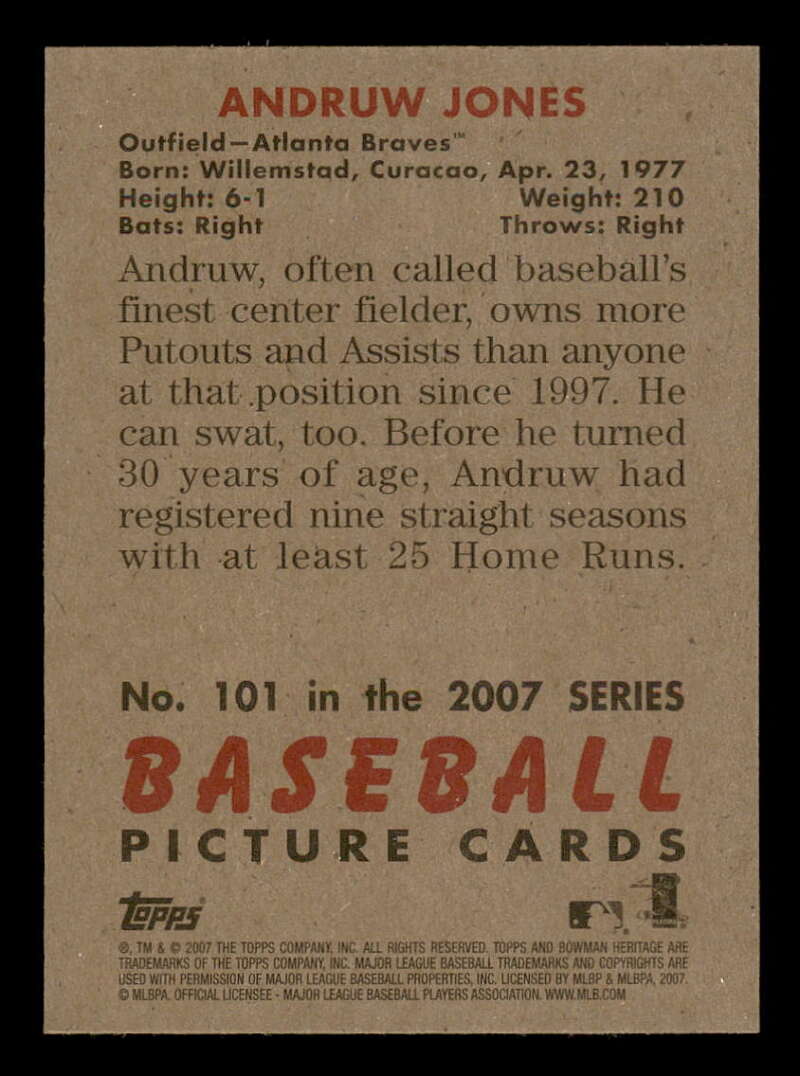 ANDRUW JONES
Outfield—Atlanta Braves™
Born: Willemstad, Curacao, Apr. 23, 1977
Height: 6-1 Weight: 210
Bats: Right Throws: Right
Andruw, often called baseball's
finest center fielder, owns more
Putouts and Assists than anyone
at that position since 1997. He
can swat, too. Before he turned
30 years of age, Andruw had
registered nine straight seasons
with at least 25 Home Runs.
No. 101 in the 2007 SERIES
BASEBALL
PICTURE CARDS
topps
®, TM & © 2007 THE TOPPS COMPANY, INC. ALL RIGHTS RESERVED. TOPPS AND BOWMAN HERITAGE ARE
TRADEMARKS OF THE TOPPS COMPANY, INC. MAJOR LEAGUE BASEBALL TRADEMARKS AND COPYRIGHTS ARE
USED WITH PERMISSION OF MAJOR LEAGUE BASEBALL PROPERTIES, INC. LICENSED BY MLBP & MLBPA, 2007.
© MLBPA. OFFICIAL LICENSEE - MAJOR LEAGUE BASEBALL PLAYERS ASSOCIATION. WWW.MLB.COM